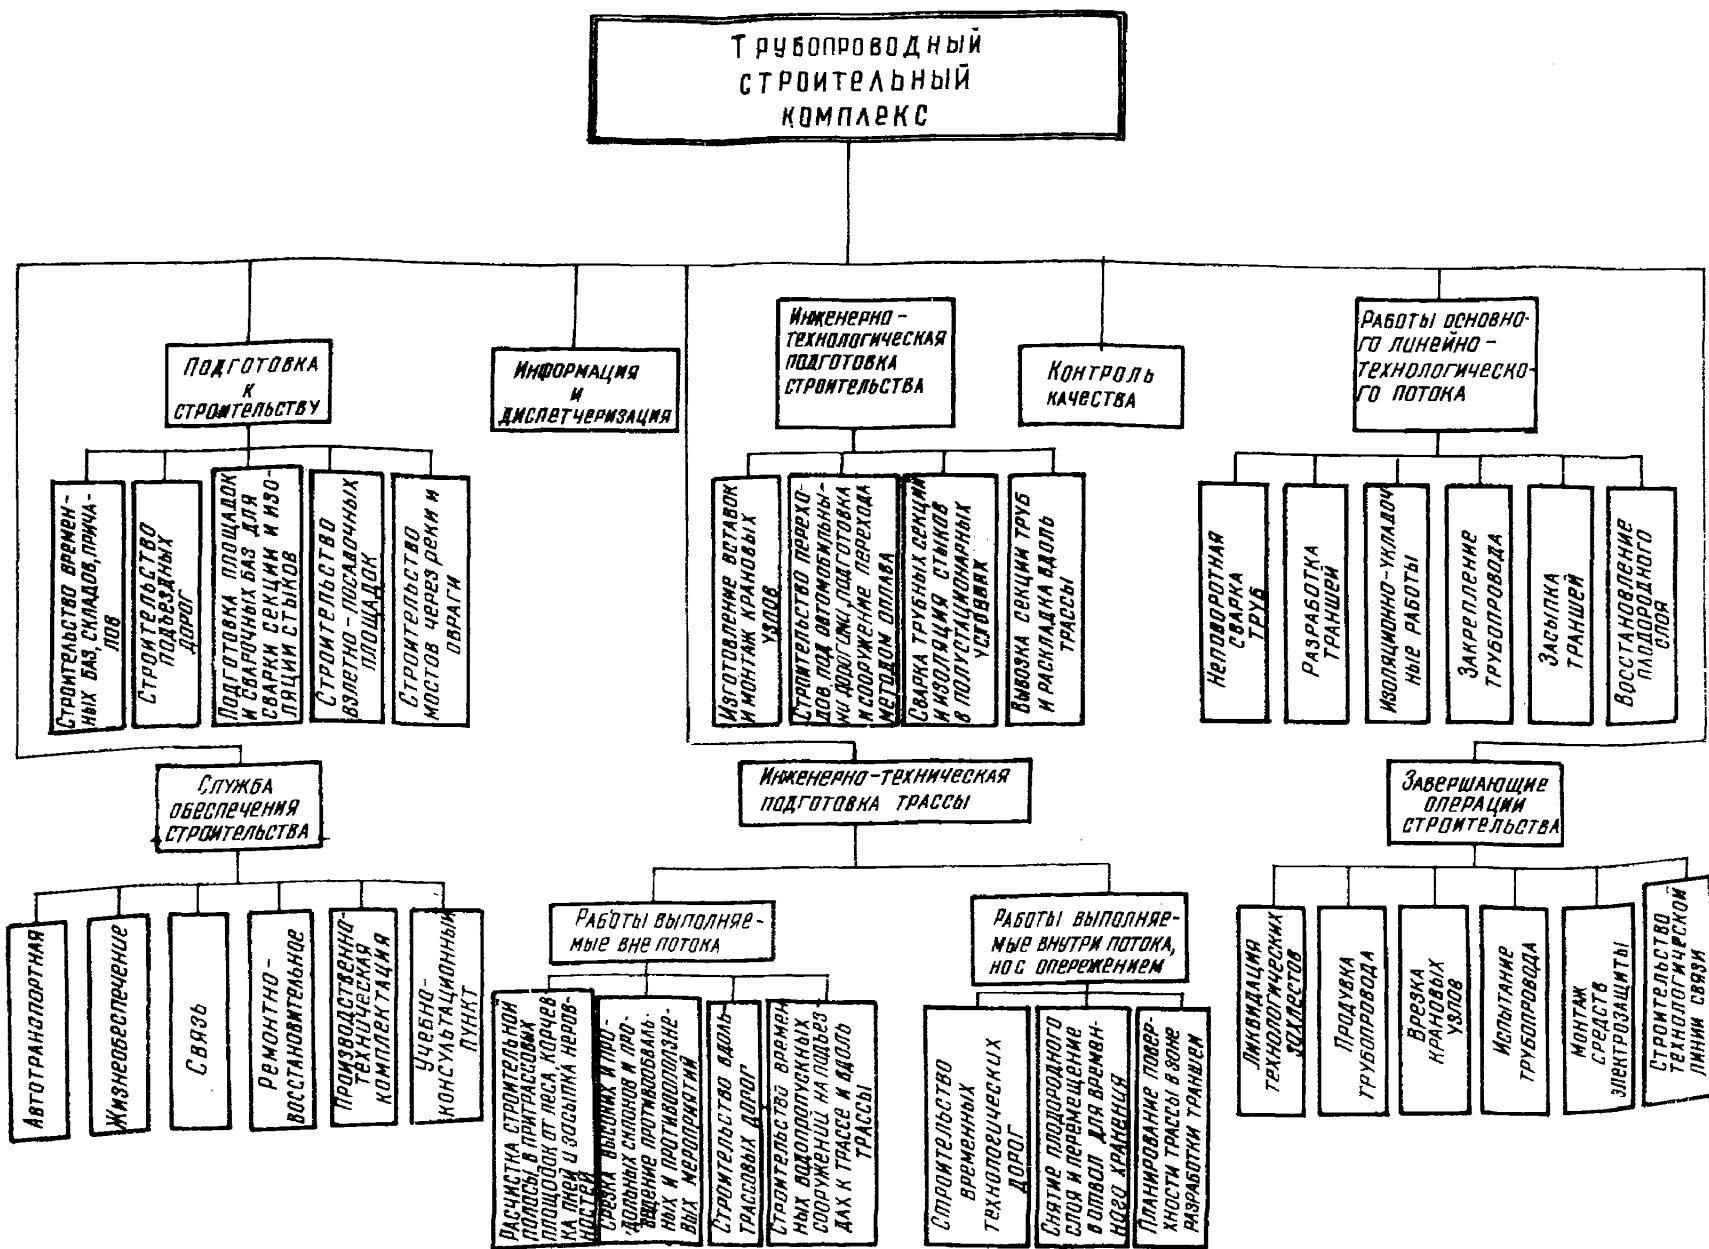 ТРУБОПРОВОДНЫЙ
СТРОИТЕЛЬНЫЙ
КОМПЛЕКС
ПОДГОТОВКА
К
СТРОИТЕЛЬСТВУ
ИНФОРМАЦИЯ
И
ДИСПЕТЧЕРИЗАЦИЯ
ИНЖЕНЕРНО-
ТЕХНОЛОГИЧЕСКАЯ
ПОДГОТОВКА
СТРОИТЕЛЬСТВА
КОНТРОЛЬ
КАЧЕСТВА
РАБОТЫ ОСНОВНО-
ГО ЛИНЕЙНО-
ТЕХНОЛОГИЧЕСКО-
ГО ПОТОКА
СТРОИТЕЛЬСТВО ВРЕМЕН-
НЫХ БАЗ, СКЛАДОВ, ПРИЧА-
ЛОВ
СТРОИТЕЛЬСТВО
ПОДЪЕЗДНЫХ
ДОРОГ
ПОДГОТОВКА ПЛОЩАДОК
И СВАРОЧНЫХ БАЗ ДЛЯ
СВАРКИ СЕКЦИЙ И ИЗО-
ЛЯЦИИ СТЫКОВ
СТРОИТЕЛЬСТВО
ВЗЛЕТНО-ПОСАДОЧНЫХ
ПЛОЩАДОК
СТРОИТЕЛЬСТВО
МОСТОВ ЧЕРЕЗ РЕКИ И
ОВРАГИ
ИЗГОТОВЛЕНИЕ ВСТАВОК
И МОНТАЖ КРАНОВЫХ
УЗЛОВ
СТРОИТЕЛЬСТВО ПЕРЕХО-
ДОВ ПОД АВТОМОБИЛЬНЫ-
МИ ДОРОГАМИ, ПОДГОТОВКА
И СООРУЖЕНИЕ ПЕРЕХОДА
МЕТОДОМ СПЛАВА
СВАРКА ТРУБНЫХ СЕКЦИЙ
И ИЗОЛЯЦИЯ СТЫКОВ
В ПОЛУСТАЦИОНАРНЫХ
УСЛОВИЯХ
ВЫВОЗКА СЕКЦИИ ТРУБ
И РАСКЛАДКА ВДОЛЬ
ТРАССЫ
НЕПОВОРОТНАЯ
СВАРКА
ТРУБ
РАЗРАБОТКА
ТРАНШЕЙ
ИЗОЛЯЦИОННО-УКЛАДОЧ
НЫЕ РАБОТЫ
ЗАКРЕПЛЕНИЕ
ТРУБОПРОВОДА
ЗАСЫПКА
ТРАНШЕЙ
ВОССТАНОВЛЕНИЕ
ПЛОДОРОДНОГО
СЛОЯ
СЛУЖБА
ОБЕСПЕЧЕНИЯ
СТРОИТЕЛЬСТВА
ИНЖЕНЕРНО-ТЕХНИЧЕСКАЯ
ПОДГОТОВКА ТРАССЫ
ЗАВЕРШАЮЩИЕ
ОПЕРАЦИИ
СТРОИТЕЛЬСТВА
АВТОТРАНСПОРТНАЯ
ЖИЗНЕОБЕСПЕЧЕНИЕ
СВЯЗЬ
РЕМОНТНО-
ВОССТАНОВИТЕЛЬНОЕ
ПРОИЗВОДСТВЕННО-
ТЕХНИЧЕСКАЯ
КОМПЛЕКТАЦИЯ
УЧЕБНО-
КОНСУЛЬТАЦИОННЫЙ
ПУНКТ
РАБОТЫ ВЫПОЛНЯЕ-
МЫЕ ВНЕ ПОТОКА
РАБОТЫ ВЫПОЛНЯЕ-
МЫЕ ВНУТРИ ПОТОКА,
НО С ОПЕРЕЖЕНИЕМ
РАСЧИСТКА СТРОИТЕЛЬНОЙ
ПОЛОСЫ В ПРИТРАССОВЫХ
ПЛОЩАДОК ОТ ЛЕСА, КОРЧЕВ
КА ПНЕЙ И ЗАСЫПКА НЕРОВ-
НОСТЕЙ
СРЕЗКА ВЫСОКИХ И ПРО-
ДОЛЬНЫХ СКЛОНОВ И ПРО-
ВЕДЕНИЕ ПРОТИВООБВАЛЬ-
НЫХ И ПРОТИВООПОЛЗНЕ-
ВЫХ МЕРОПРИЯТИЙ
СТРОИТЕЛЬСТВО ВДОЛЬ-
ТРАССОВЫХ ДОРОГ
СТРОИТЕЛЬСТВО ВРЕМЕН
НЫХ ВОДОПРОПУСКНЫХ
СООРУЖЕНИЙ НА ПОДЪЕЗ
ДАХ К ТРАССЕ И ВДОЛЬ
ТРАССЫ
СТРОИТЕЛЬСТВО
ВРЕМЕННЫХ
ТЕХНОЛОГИЧЕСКИХ
ДОРОГ
СНЯТИЕ ПЛОДОРОДНОГО
СЛОЯ И ПЕРЕМЕЩЕНИЕ
В ОТВАЛ ДЛЯ ВРЕМЕН-
НОГО ХРАНЕНИЯ
ПЛАНИРОВАНИЕ ПОВЕР-
ХНОСТИ ТРАССЫ В ЗОНЕ
РАЗРАБОТКИ ТРАНШЕИ
ЛИКВИДАЦИЯ
ТЕХНОЛОГИЧЕСКИХ
ЗАХЛЕСТОВ
ПРОДУВКА
ТРУБОПРОВОДА
ВРЕЗКА
КРАНОВЫХ
УЗЛОВ
ИСПЫТАНИЕ
ТРУБОПРОВОДА
МОНТАЖ
СРЕДСТВ
ЭЛЕКТРОЗАЩИТЫ
СТРОИТЕЛЬСТВО
ТЕХНОЛОГИЧЕСКОЙ
ЛИНИИ СВЯЗИ